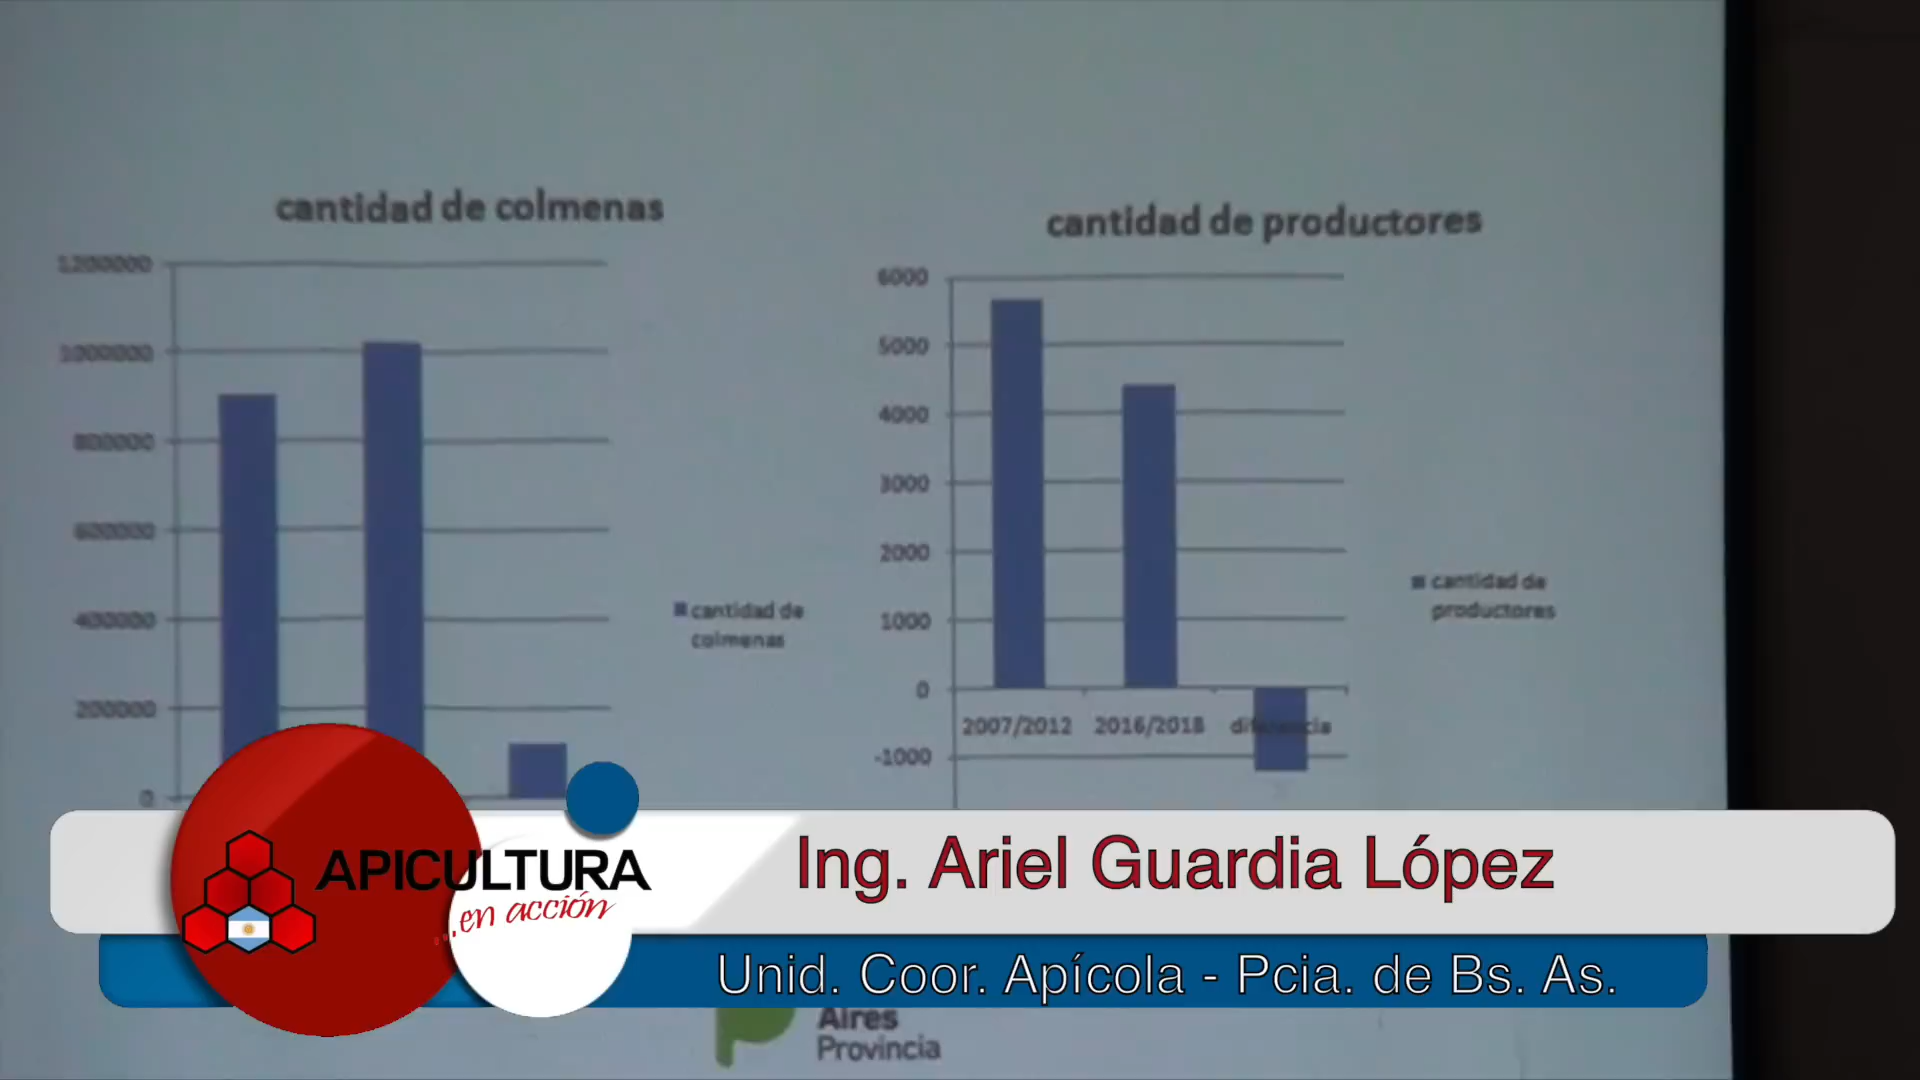 cantidad de colmenas
1200000
1000000
800000
600000
400000
200000
0
cantidad de
colmenas
cantidad de productores
6000
5000
4000
3000
2000
1000
0
-1000
2007/2012 2016/2018 diferencia
cantidad de
productores
APICULTURA
...en acción
Ing. Ariel Guardia López
Unid. Coor. Apícola - Pcia. de Bs. As.
Aires
Provincia